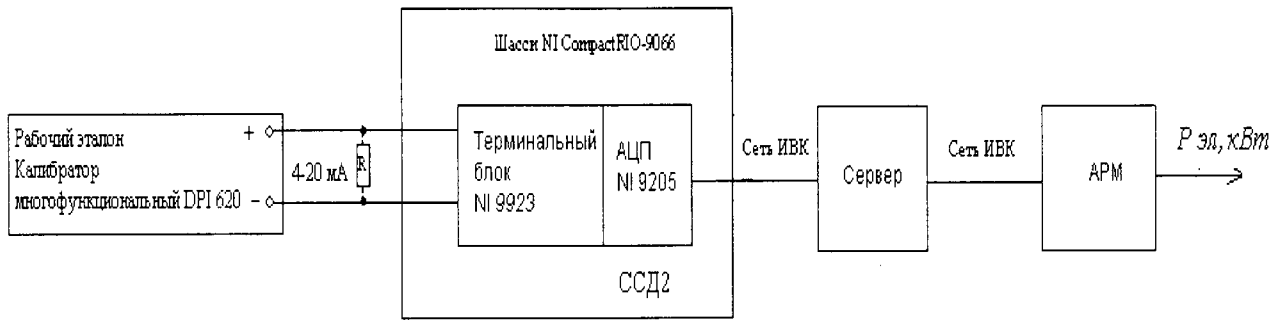 Шасси NI CompactRIO-9066
Рабочий эталон
Калибратор
многофункциональный DPI 620
+
−
4-20 мА
R
Терминальный
блок
NI 9923
АЦП
NI 9205
ССД2
Сеть ИВК
Сервер
Сеть ИВК
АРМ
Р эл, кВт